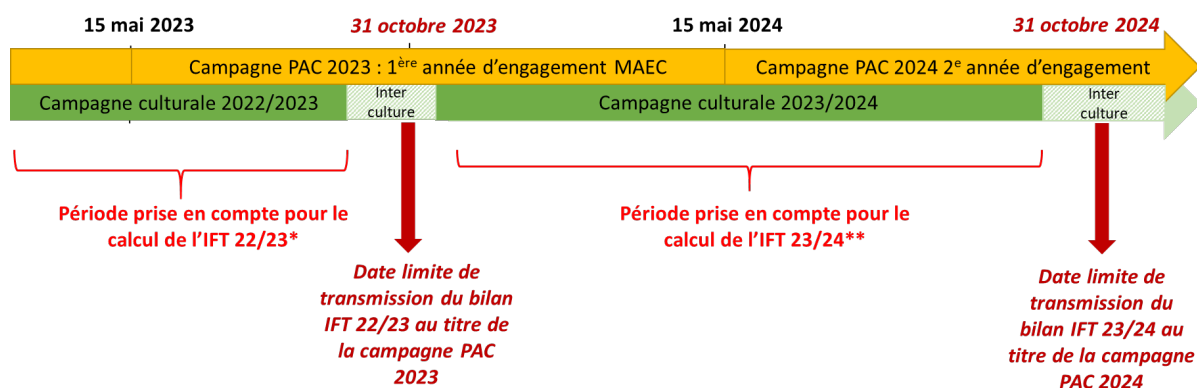 15 mai 2023
31 octobre 2023
15 mai 2024
31 octobre 2024
Campagne PAC 2023 : 1ère année d’engagement MAEC
Campagne PAC 2024 2e année d’engagement
Campagne culturale 2022/2023
Inter
culture
Campagne culturale 2023/2024
Inter
culture
Période prise en compte pour le
calcul de l’IFT 22/23*
Période prise en compte pour le
calcul de l’IFT 23/24**
Date limite de
transmission du bilan
IFT 22/23 au titre de
la campagne PAC
2023
Date limite de
transmission du
bilan IFT 23/24 au
titre de la campagne
PAC 2024